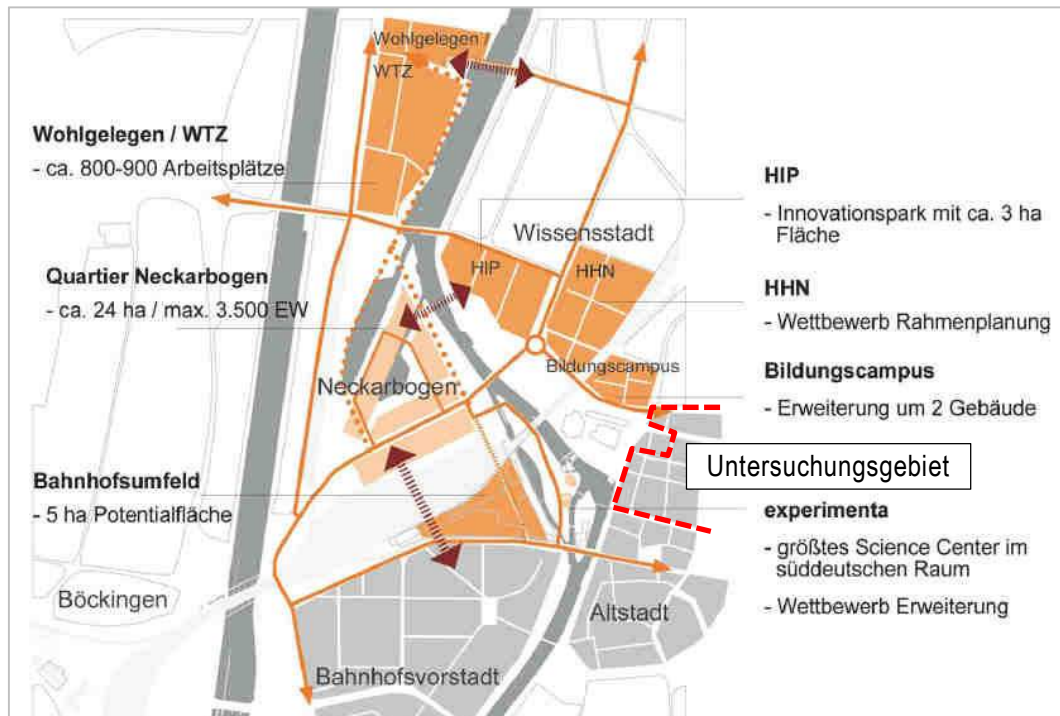 Wohlgelegen
WTZ
Wohlgelegen / WTZ
- ca. 800-900 Arbeitsplätze
Quartier Neckarbogen
- ca. 24 ha / max. 3.500 EW
Bahnhofsumfeld
- 5 ha Potentialfläche
Wissensstadt
HIP
HHN
Bildungscampus
Neckarbogen
Böckingen
Bahnhofsvorstadt
Altstadt
HIP
- Innovationspark mit ca. 3 ha
Fläche
HHN
- Wettbewerb Rahmenplanung
Bildungscampus
- Erweiterung um 2 Gebäude
Untersuchungsgebiet
experimenta
- größtes Science Center im
süddeutschen Raum
- Wettbewerb Erweiterung